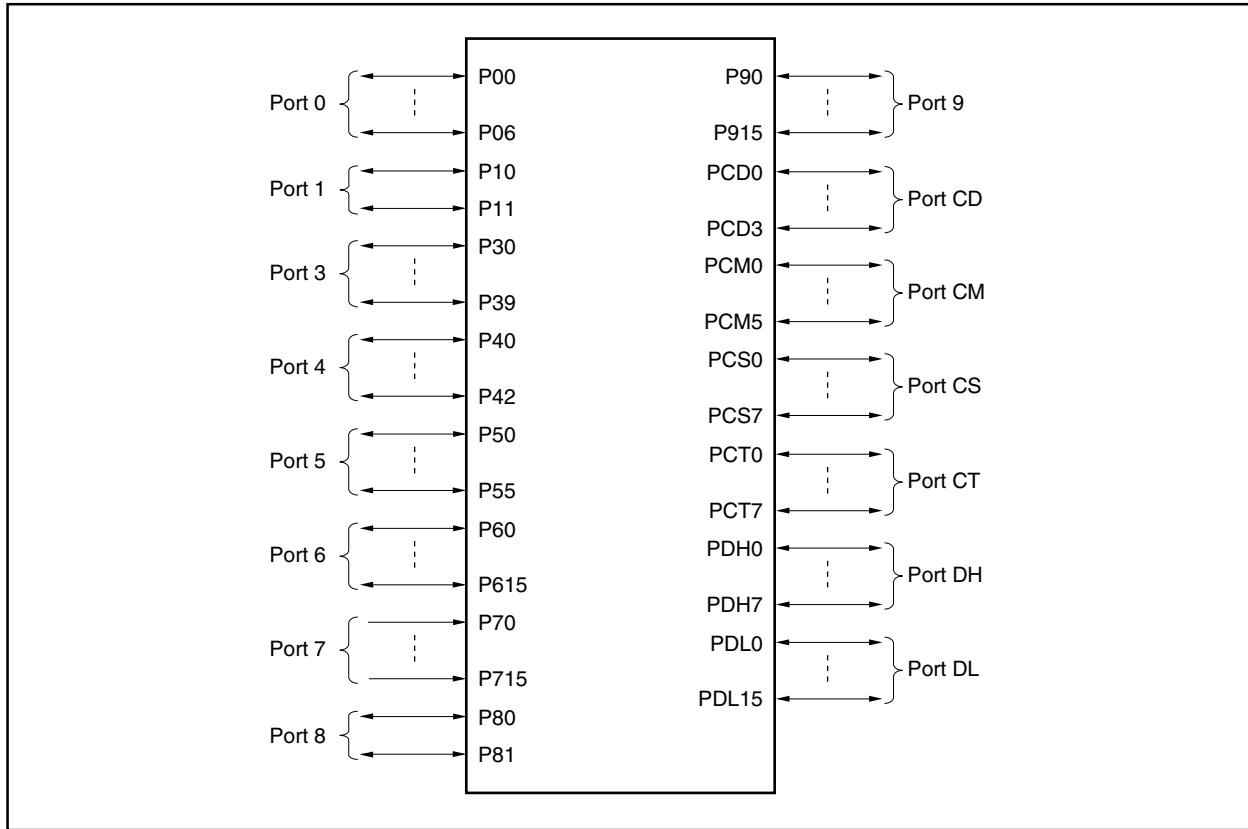 Port 0
P00
P06
Port 1
P10
P11
Port 3
P30
P39
Port 4
P40
P42
Port 5
P50
P55
Port 6
P60
P615
Port 7
P70
P715
Port 8
P80
P81
P90
P915
Port 9
PCD0
PCD3
Port CD
PCM0
PCM5
Port CM
PCS0
PCS7
Port CS
PCT0
PCT7
Port CT
PDH0
PDH7
Port DH
PDL0
PDL15
Port DL